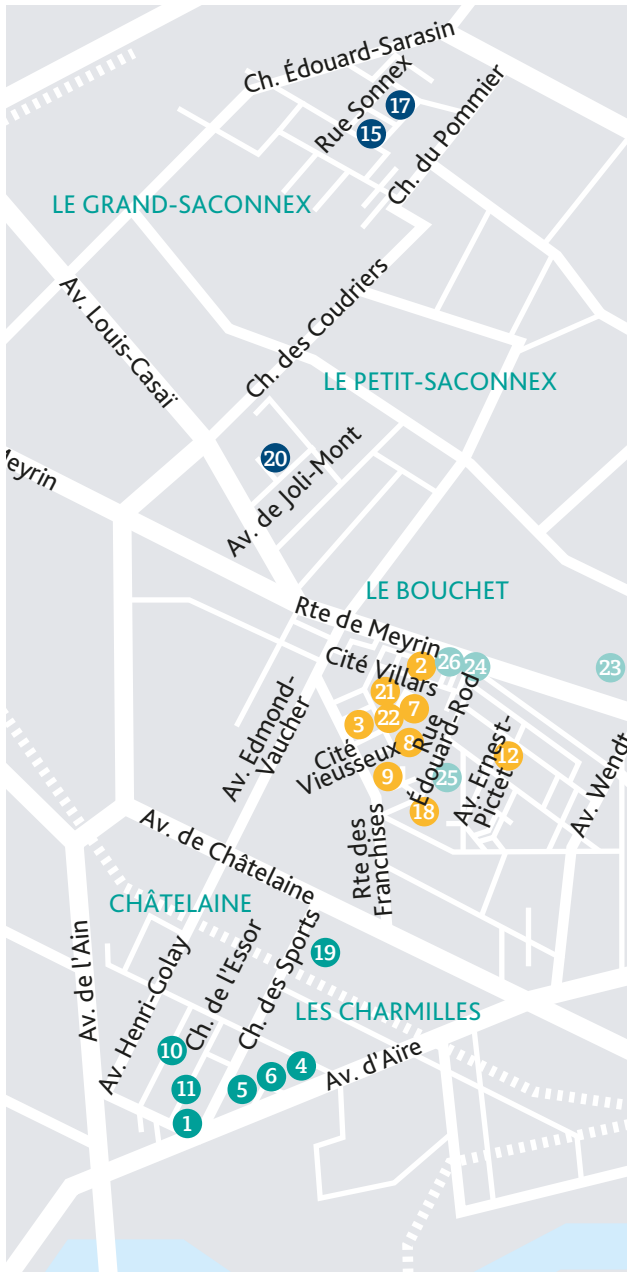 Ch. Édouard-Sarasin
Rue Sonnex
17
15
Ch. du Pommier
LE GRAND-SACONNEX
Av. Louis-Casaï
Ch. des Coudriers
LE PETIT-SACONNEX
Meyrin
20
Av. de Joli-Mont
LE BOUCHET
Rte de Meyrin
Cité Villars
2
26
24
23
21
22
7
3
Cité
Vieusseux
8
Rue
Édouard-Rod
9
25
18
Av. Ernest-
Pictet
12
Av. Wendt
Av. Edmond-
Vaucher
Rte des
Franchises
Av. de Châtelaine
CHÂTELAINE
Av. de l'Ain
Av. Henri-Golay
Ch. de l'Essor
Ch. des Sports
19
LES CHARMILLES
Av. d'Aïre
10
11
5
6
4
1